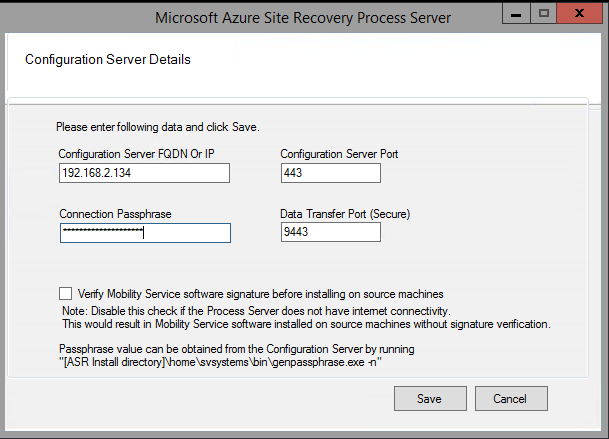 Microsoft Azure Site Recovery Process Server
Configuration Server Details
Please enter following data and click Save.
Configuration Server FQDN Or IP
Configuration Server Port
192.168.2.134
443
Connection Passphrase
Data Transfer Port (Secure)
********************
9443
Verify Mobility Service software signature before installing on source machines
Note: Disable this check if the Process Server does not have internet connectivity.
This would result in Mobility Service software installed on source machines without signature verification.
Passphrase value can be obtained from the Configuration Server by running
"[ASR Install directory]\home\svsystems\bin\genpassphrase.exe -n"
Save
Cancel